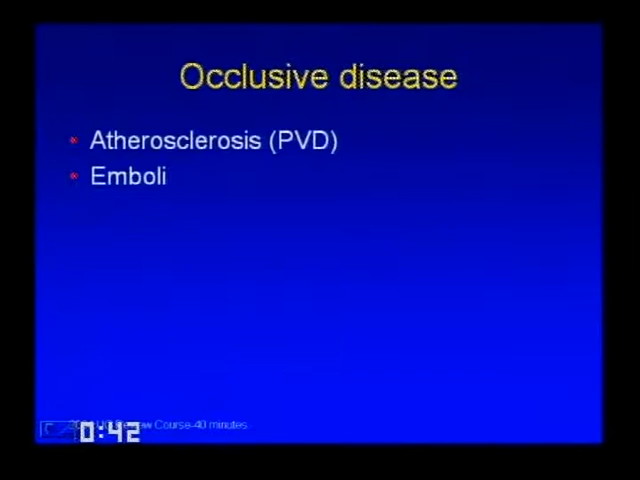 Occlusive disease
Atherosclerosis (PVD)
Emboli
Course-40 minutes
0:42